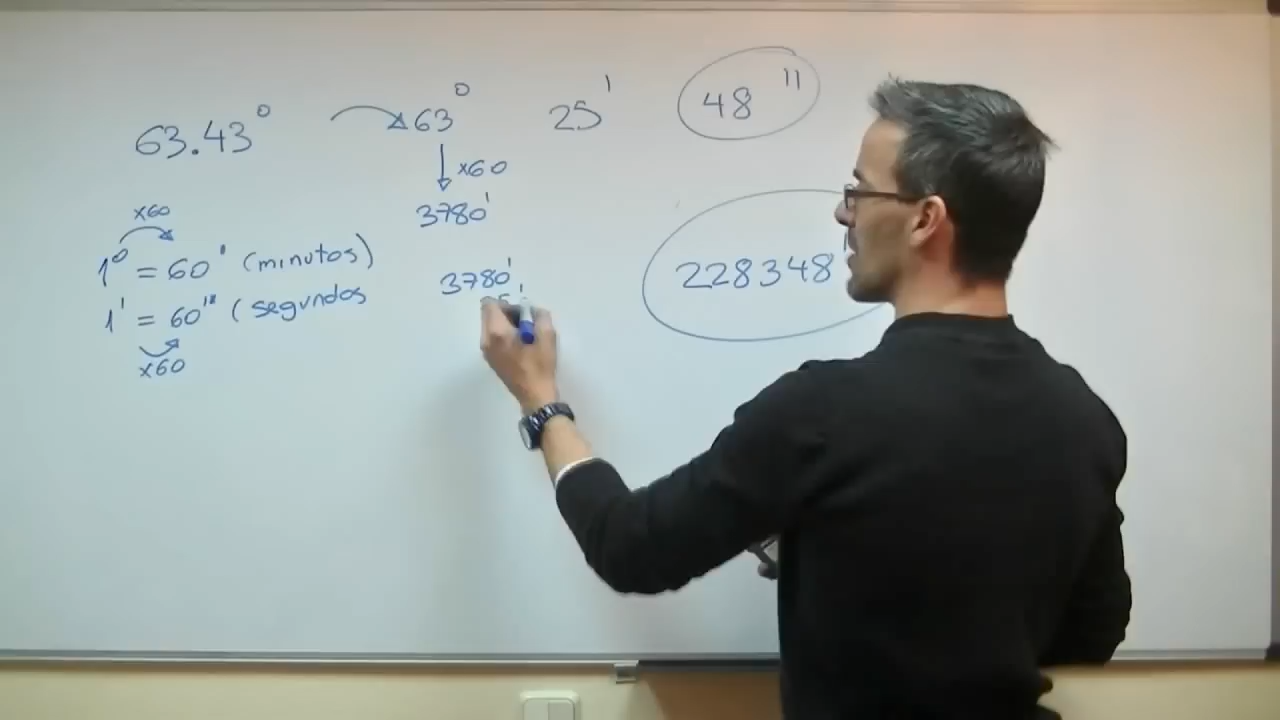 63.43° → 63° 25' 48''
x60
3780'
x60
1° = 60' (minutos)
1' = 60'' (segundos
x60
3780'
228348